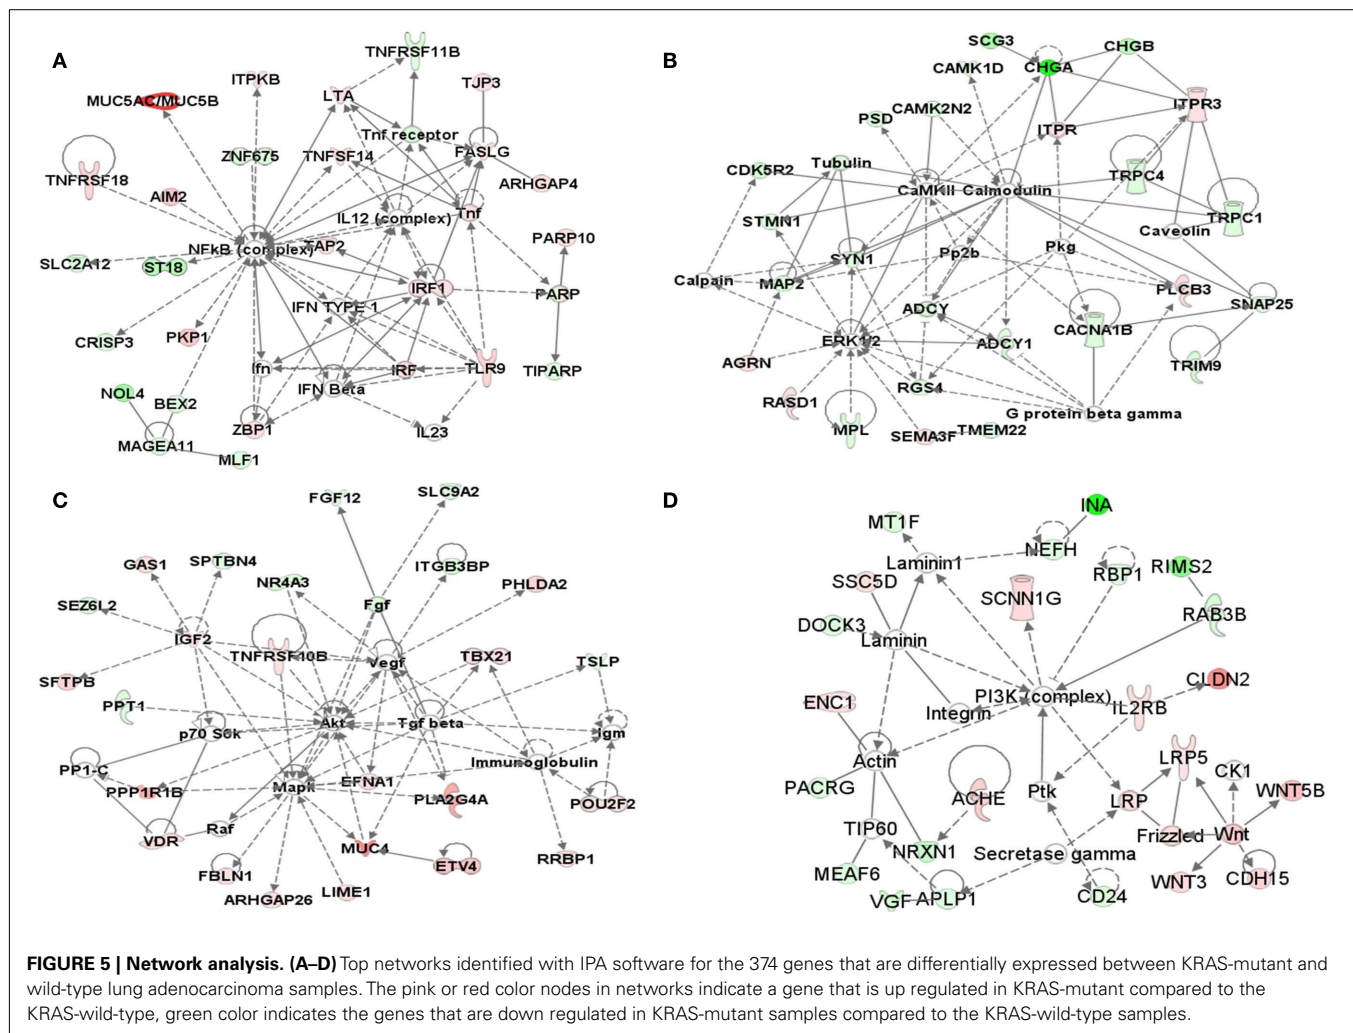 A
TNFRSF11B
ITPKB
TJP3
MUC5AC/MUC5B
LTA
Tnf receptor
ZNF675
TNFSF14
FASLG
TNFRSF18
ARHGAP4
AIM2
IL12 (complex)
Tnf
NFkB (complex)
TAP2
PARP10
SLC2A12
ST18
IRF1
PARP
IFN TYPE 1
CRISP3
PKP1
Ifn
IRF
TLR9
TIPARP
IFN Beta
NOL4
BEX2
ZBP1
IL23
MAGEA11
MLF1
B
SCG3
CHGB
CAMK1D
CHGA
CAMK2N2
ITPR3
PSD
ITPR
CDK5R2
Tubulin
TRPC4
CaMKII
Calmodulin
STMN1
TRPC1
Caveolin
SYN1
Pp2b
Pkg
Calpain
MAP2
PLCB3
SNAP25
ADCY
CACNA1B
ERK1/2
ADCY1
AGRN
TRIM9
RGS4
RASD1
G protein beta gamma
MPL
SEMA3F
TMEM22
C
FGF12
SLC9A2
GAS1
SPTBN4
NR4A3
ITGB3BP
PHLDA2
SEZ6L2
Fgf
IGF2
TNFRSF10B
Vegf
TBX21
TSLP
SFTPB
PPT1
p70 S6k
Akt
Tgf beta
Igm
Immunoglobulin
PP1-C
PPP1R1B
Mapk
EFNA1
PLA2G4A
POU2F2
VDR
Raf
MUC4
ETV4
RRBP1
FBLN1
ARHGAP26
LIME1
D
INA
MT1F
NEFH
Laminin1
RBP1
RIMS2
SSC5D
SCNN1G
RAB3B
DOCK3
Laminin
CLDN2
ENC1
PI3K (complex)
Integrin
IL2RB
Actin
LRP5
CK1
PACRG
ACHE
Ptk
LRP
WNT5B
TIP60
Frizzled
Wnt
NRXN1
Secretase gamma
MEAF6
WNT3
CDH15
VGF
APLP1
CD24
FIGURE 5 | Network analysis. (A–D) Top networks identified with IPA software for the 374 genes that are differentially expressed between KRAS-mutant and
wild-type lung adenocarcinoma samples. The pink or red color nodes in networks indicate a gene that is up regulated in KRAS-mutant compared to the
KRAS-wild-type, green color indicates the genes that are down regulated in KRAS-mutant samples compared to the KRAS-wild-type samples.